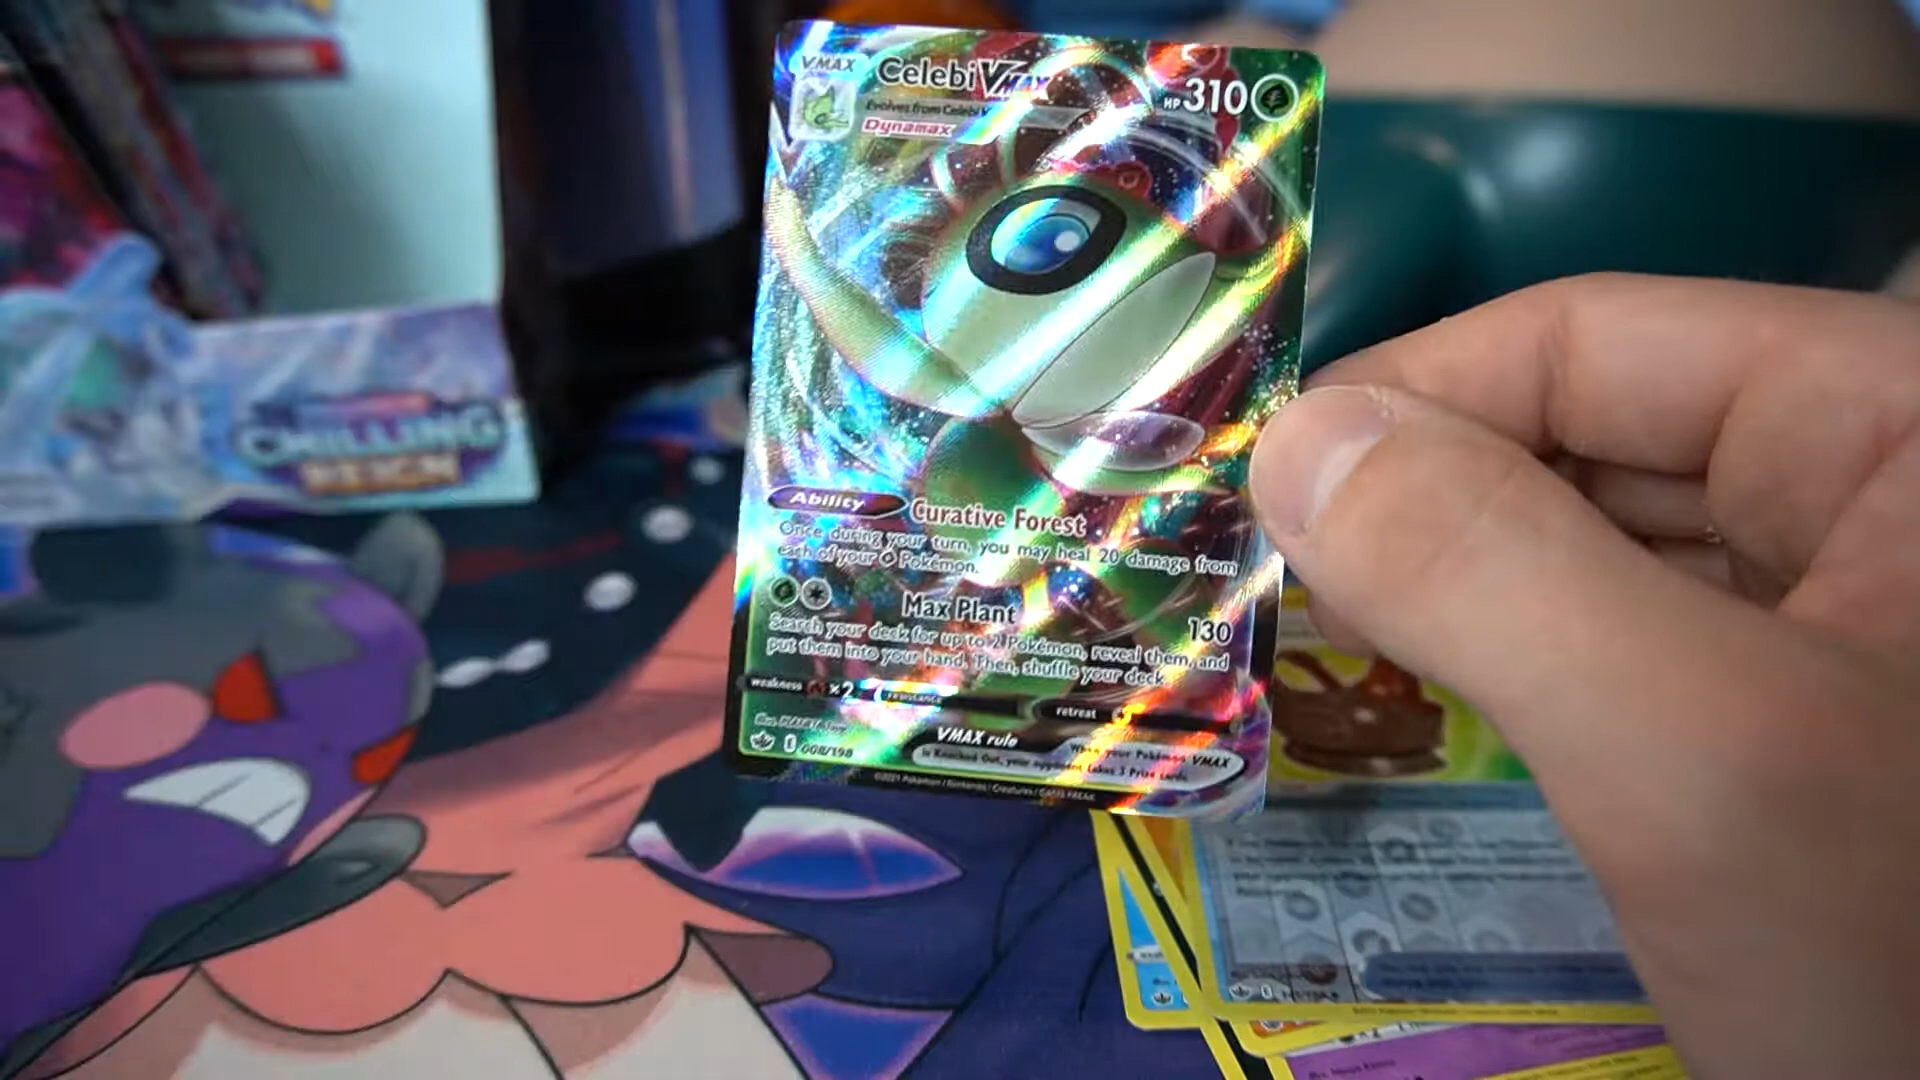 VMAX
Celebi VMAX
HP 310
Evolves from Celebi V
Dynamax
CHILLING
REIGN
Ability
Curative Forest
Once during your turn, you may heal 20 damage from
each of your Pokémon.
Max Plant
130
Search your deck for up to 2 Pokémon, reveal them, and
put them into your hand. Then, shuffle your deck.
weakness ×2
resistance
retreat
VMAX rule
When your Pokémon VMAX
is Knocked Out, your opponent takes 3 Prize cards.
E 008/198
©2021 Pokémon / Nintendo / Creatures / GAME FREAK